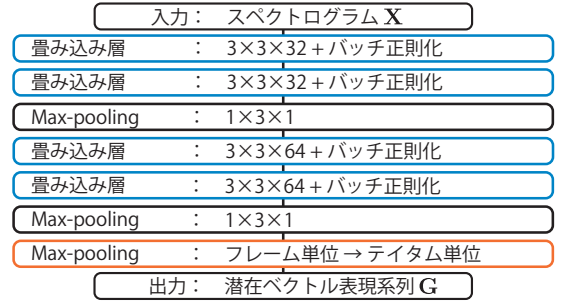 入力： スペクトログラム X
畳み込み層 ： 3×3×32 + バッチ正則化
畳み込み層 ： 3×3×32 + バッチ正則化
Max-pooling ： 1×3×1
畳み込み層 ： 3×3×64 + バッチ正則化
畳み込み層 ： 3×3×64 + バッチ正則化
Max-pooling ： 1×3×1
Max-pooling ： フレーム単位 → テイタム単位
出力： 潜在ベクトル表現系列 G